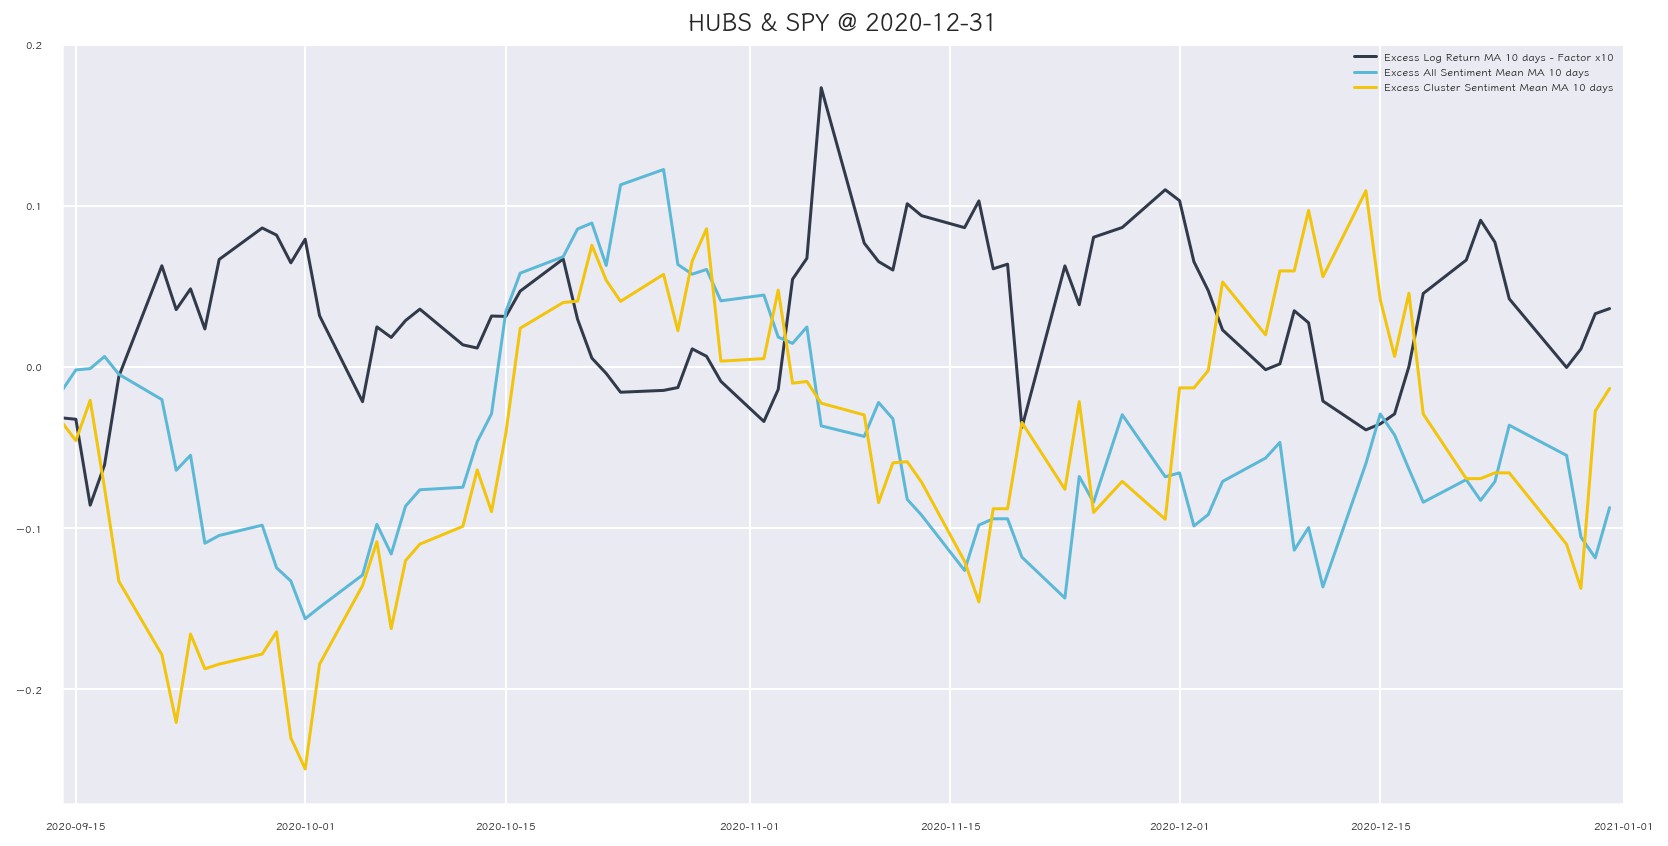 HUBS & SPY @ 2020-12-31
Excess Log Return MA 10 days - Factor x10
Excess All Sentiment Mean MA 10 days
Excess Cluster Sentiment Mean MA 10 days
0.2
0.1
0.0
−0.1
−0.2
2020-09-15 2020-10-01 2020-10-15 2020-11-01 2020-11-15 2020-12-01 2020-12-15 2021-01-01